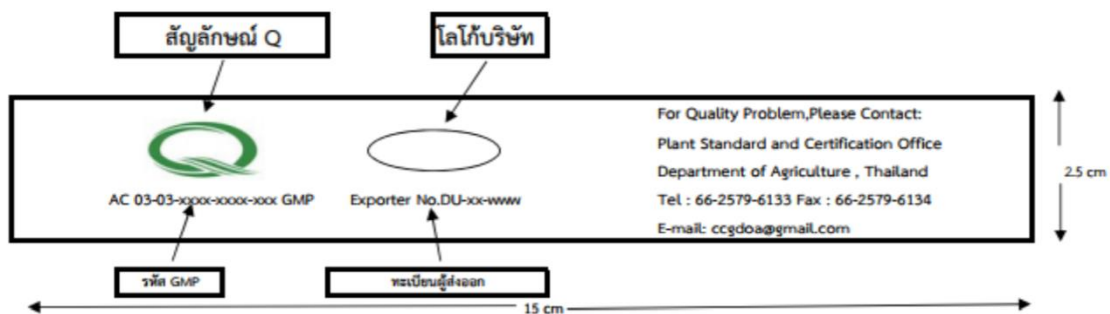 สัญลักษณ์ Q
โลโก้บริษัท
For Quality Problem,Please Contact:
Plant Standard and Certification Office
Department of Agriculture , Thailand
Tel : 66-2579-6133 Fax : 66-2579-6134
E-mail: ccgdoa@gmail.com
AC 03-03-xxxx-xxxx-xxx GMP
Exporter No.DU-xx-www
2.5 cm
รหัส GMP
ทะเบียนผู้ส่งออก
15 cm